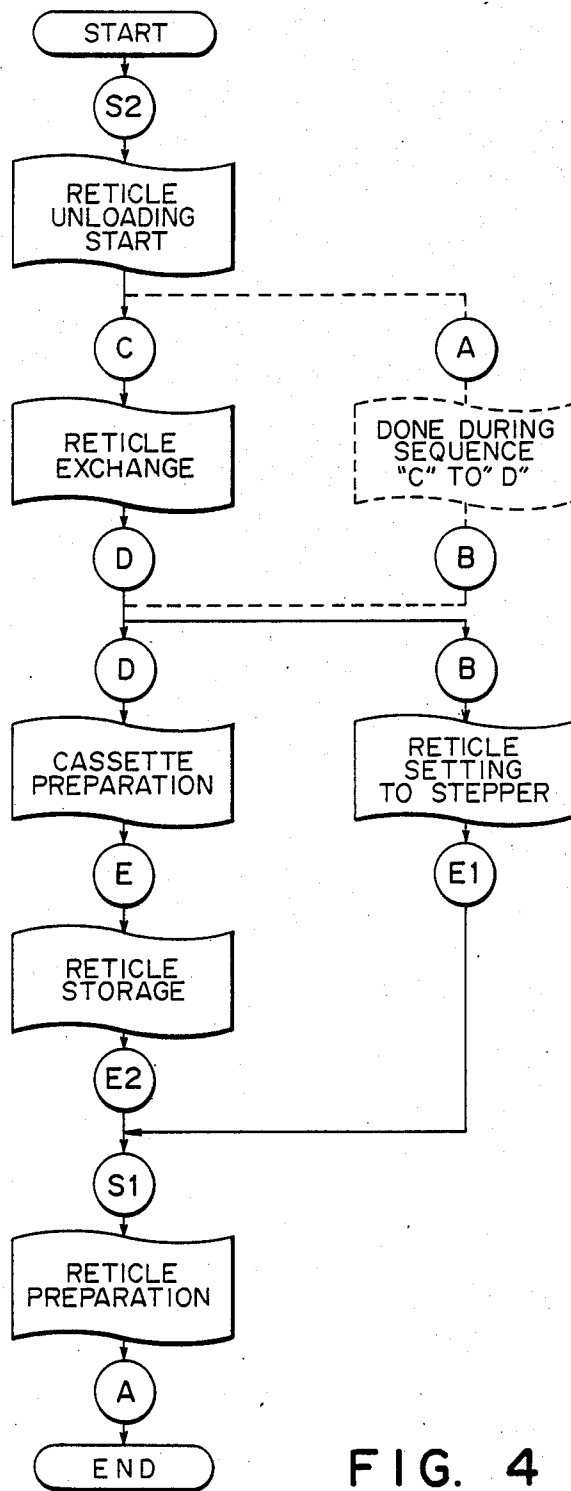 START
S2
RETICLE
UNLOADING
START
C
A
RETICLE
EXCHANGE
DONE DURING
SEQUENCE
"C" TO" D"
D
B
D
B
CASSETTE
PREPARATION
RETICLE
SETTING
TO STEPPER
E
E1
RETICLE
STORAGE
E2
S1
RETICLE
PREPARATION
A
END
FIG. 4